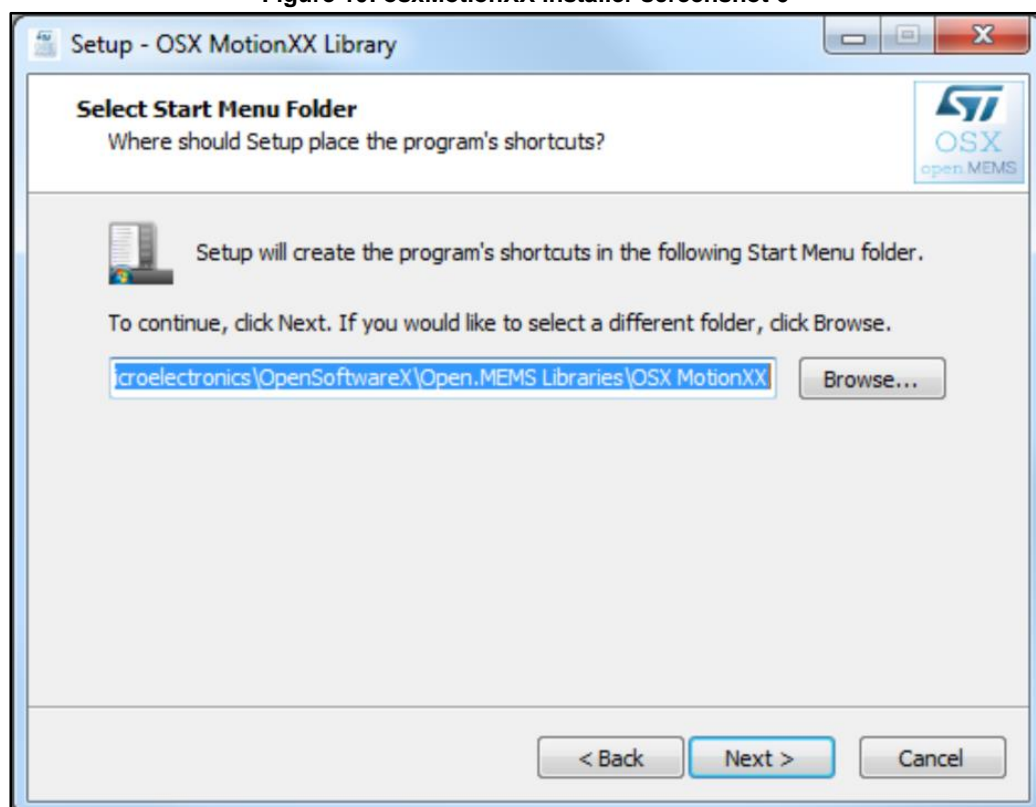 Setup - OSX MotionXX Library
Select Start Menu Folder
Where should Setup place the program's shortcuts?
ST
OSX
open.MEMS
Setup will create the program's shortcuts in the following Start Menu folder.
To continue, click Next. If you would like to select a different folder, click Browse.
icroelectronics\OpenSoftwareX\Open.MEMS Libraries\OSX MotionXX
Browse...
< Back
Next >
Cancel